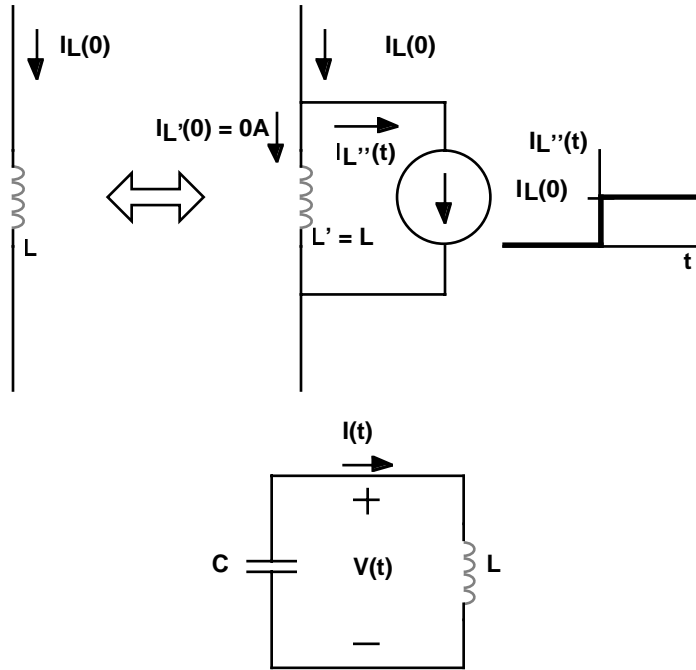 IL(0)
IL(0)
IL'(0) = 0A
IL''(t)
IL''(t)
IL(0)
L
L' = L
t
I(t)
+
C
V(t)
L
−